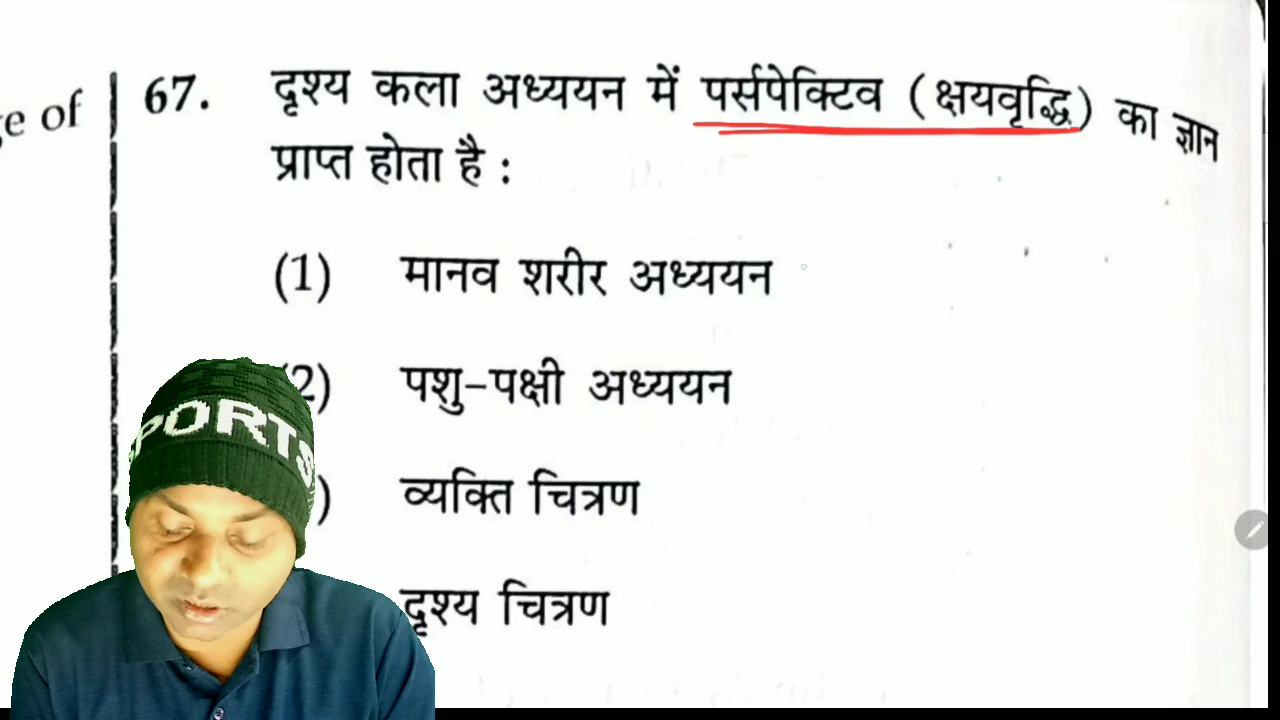 ge of
67. दृश्य कला अध्ययन में पर्सपेक्टिव (क्षयवृद्धि) का ज्ञान
प्राप्त होता है :
(1) मानव शरीर अध्ययन
2) पशु-पक्षी अध्ययन
) व्यक्ति चित्रण
दृश्य चित्रण
PORTS